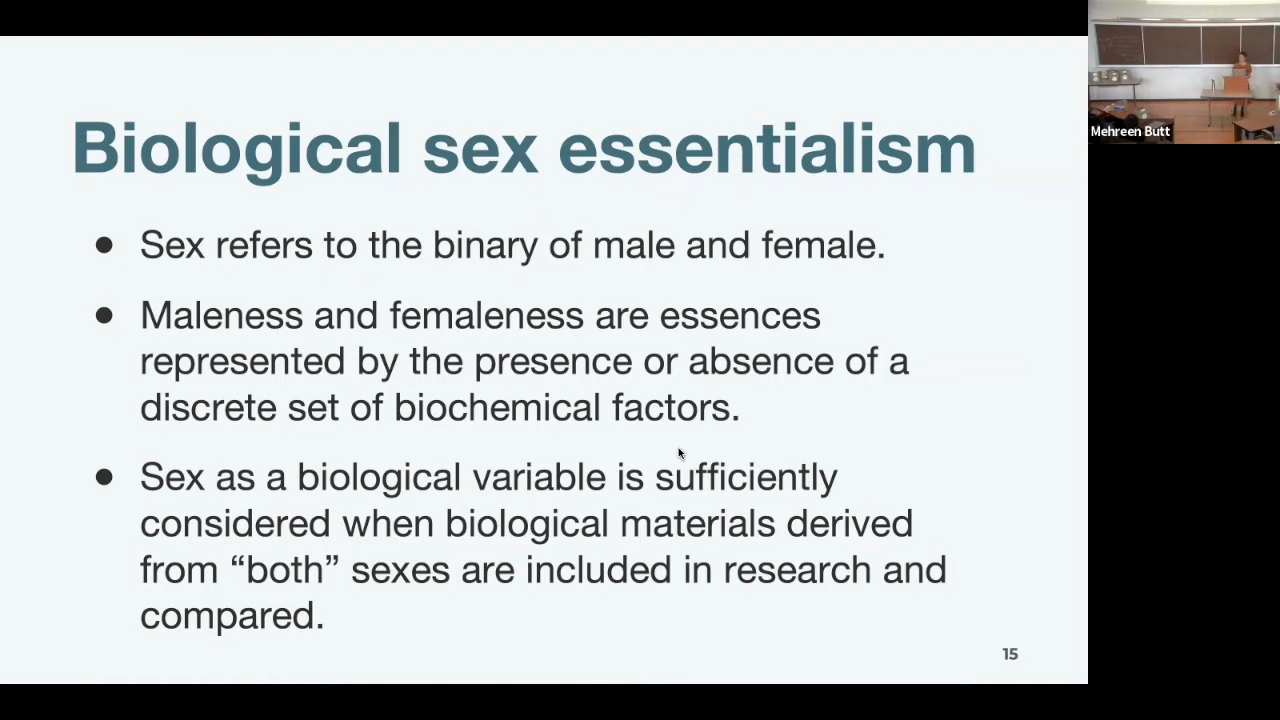 Biological sex essentialism
● Sex refers to the binary of male and female.
● Maleness and femaleness are essences
represented by the presence or absence of a
discrete set of biochemical factors.
● Sex as a biological variable is sufficiently
considered when biological materials derived
from “both” sexes are included in research and
compared.
15
Mehreen Butt